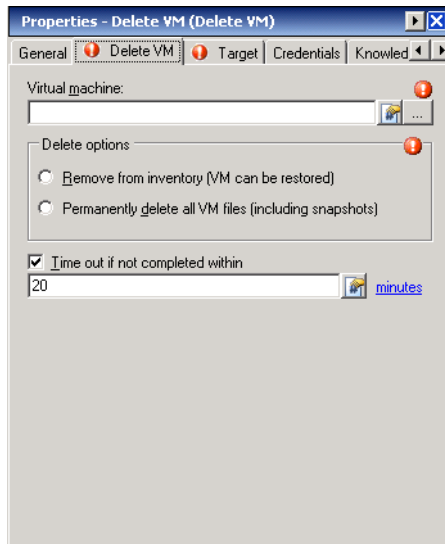 Properties - Delete VM (Delete VM)
General Delete VM Target Credentials Knowled
Virtual machine:
...
Delete options
Remove from inventory (VM can be restored)
Permanently delete all VM files (including snapshots)
Time out if not completed within
20 minutes